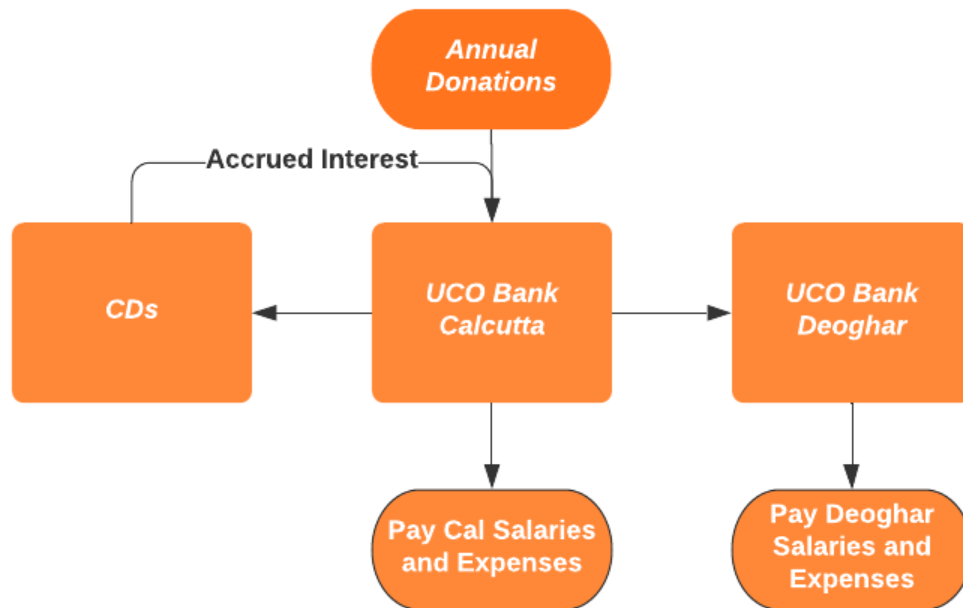 Annual
Donations
Accrued Interest
CDs
UCO Bank
Calcutta
UCO Bank
Deoghar
Pay Cal Salaries
and Expenses
Pay Deoghar
Salaries and
Expenses